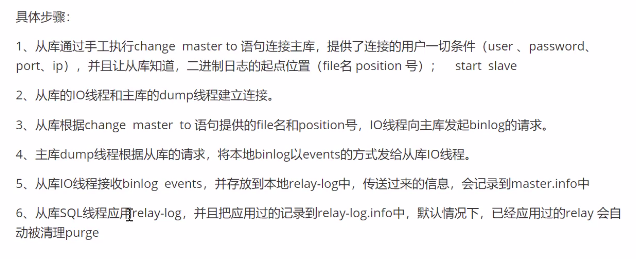 具体步骤：
1、从库通过手工执行change master to 语句连接主库，提供了连接的用户一切条件（user 、password、
port、ip），并且让从库知道，二进制日志的起点位置（file名 position 号）； start slave
2、从库的IO线程和主库的dump线程建立连接。
3、从库根据change master to 语句提供的file名和position号，IO线程向主库发起binlog的请求。
4、主库dump线程根据从库的请求，将本地binlog以events的方式发给从库IO线程。
5、从库IO线程接收binlog events，并存放到本地relay-log中，传送过来的信息，会记录到master.info中
6、从库SQL线程应用relay-log，并且把应用过的记录到relay-log.info中，默认情况下，已经应用过的relay 会自
动被清理purge